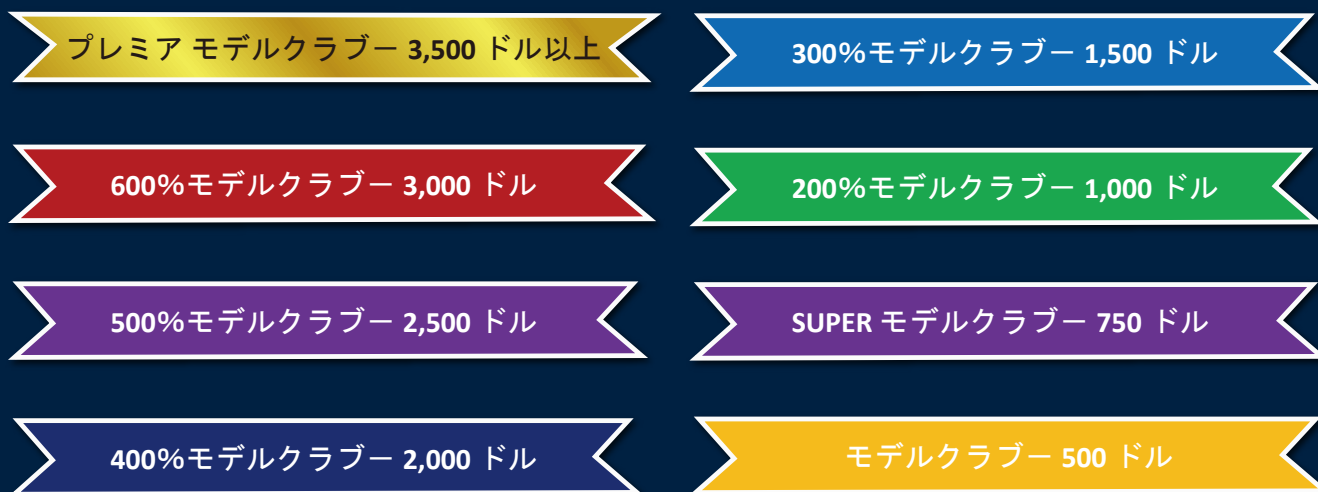 プレミア モデルクラブー 3,500 ドル以上
600%モデルクラブー 3,000 ドル
500%モデルクラブー 2,500 ドル
400%モデルクラブー 2,000 ドル
300%モデルクラブー 1,500 ドル
200%モデルクラブー 1,000 ドル
SUPER モデルクラブー 750 ドル
モデルクラブー 500 ドル